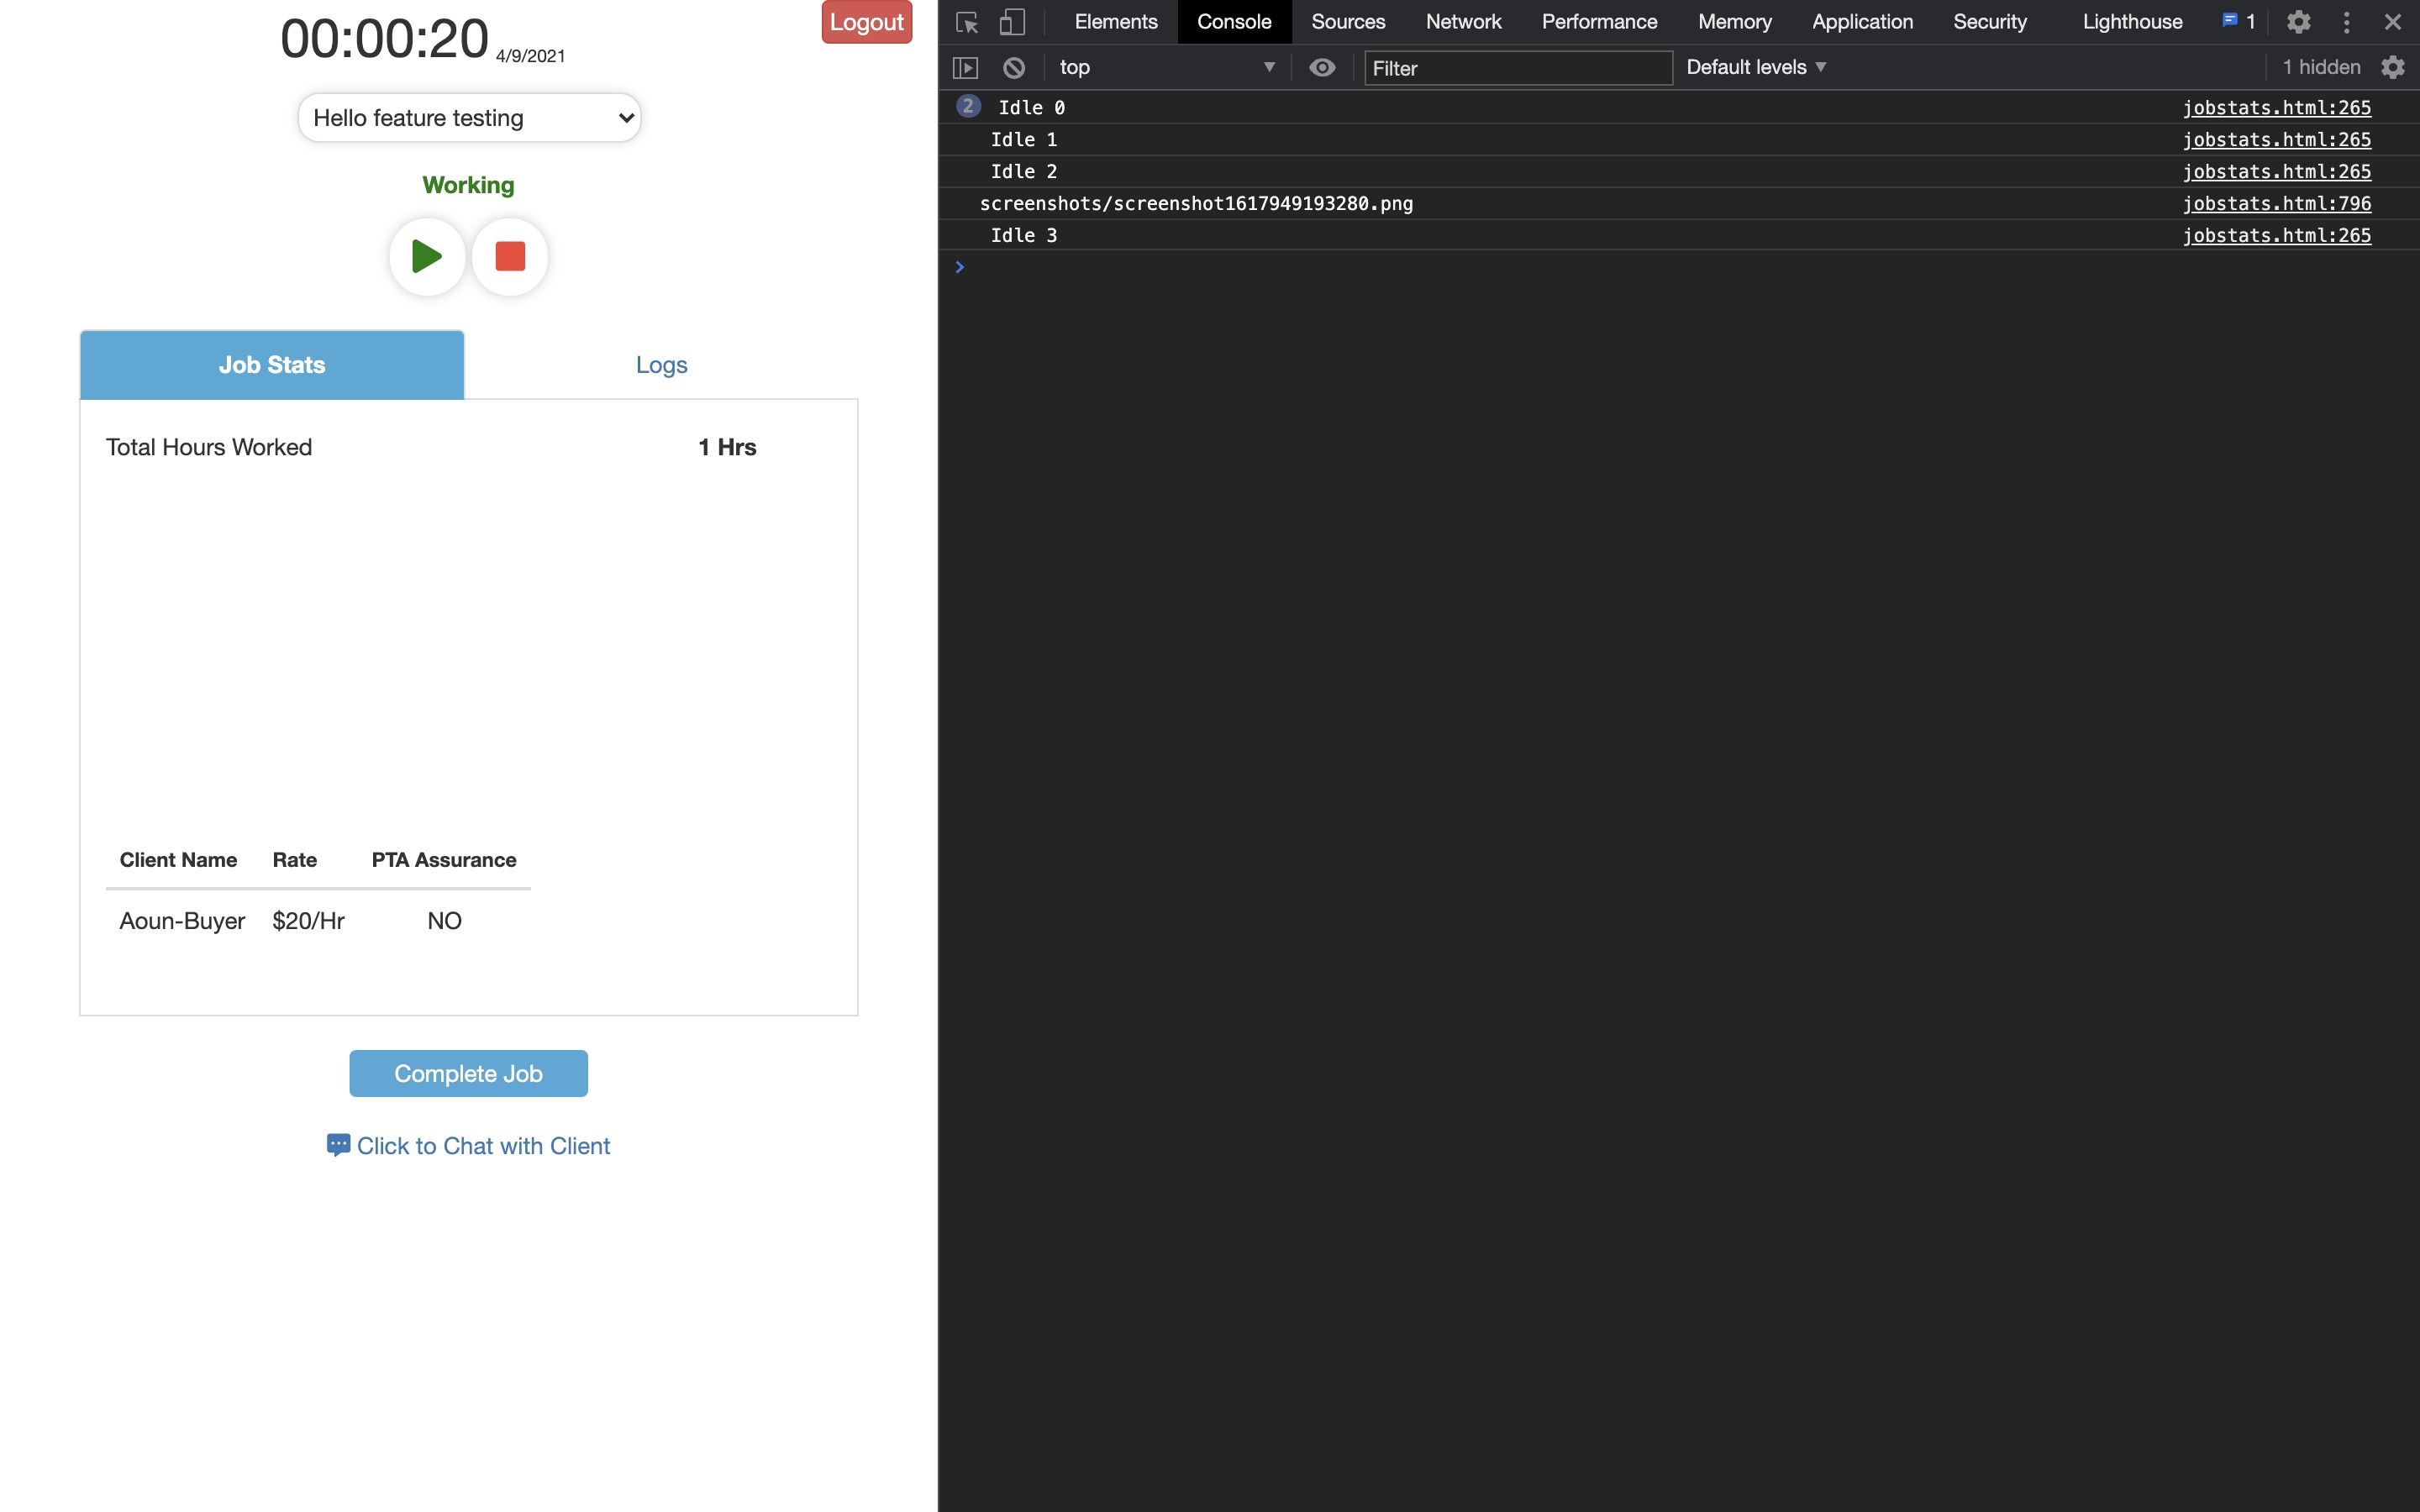 00:00:20 4/9/2021
Logout
Hello feature testing
Working
Job Stats
Logs
Total Hours Worked
1 Hrs
Client Name Rate PTA Assurance
Aoun-Buyer $20/Hr NO
Complete Job
Click to Chat with Client
Elements Console Sources Network Performance Memory Application Security Lighthouse 1
top Filter Default levels 1 hidden
2 Idle 0 jobstats.html:265
Idle 1 jobstats.html:265
Idle 2 jobstats.html:265
screenshots/screenshot1617949193280.png jobstats.html:796
Idle 3 jobstats.html:265